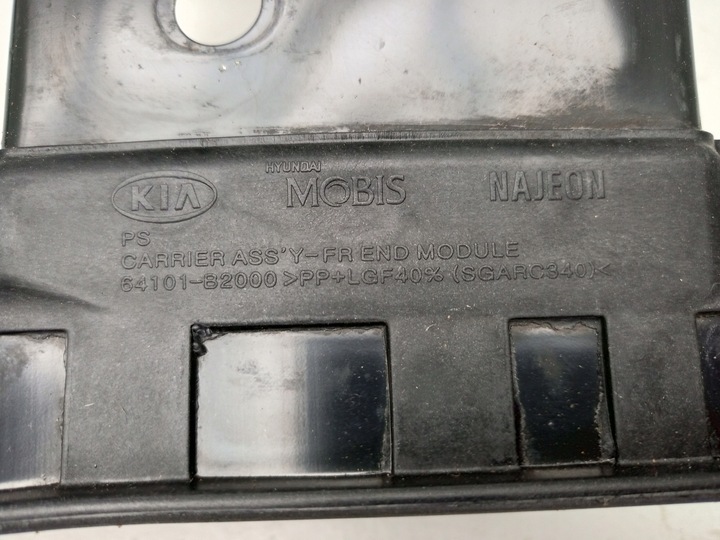 KIA
HYUNDAI
MOBIS
NAJEON
PS
CARRIER ASS'Y-FR END MODULE
64101-B2000 >PP+LGF40% (SGARC340)<